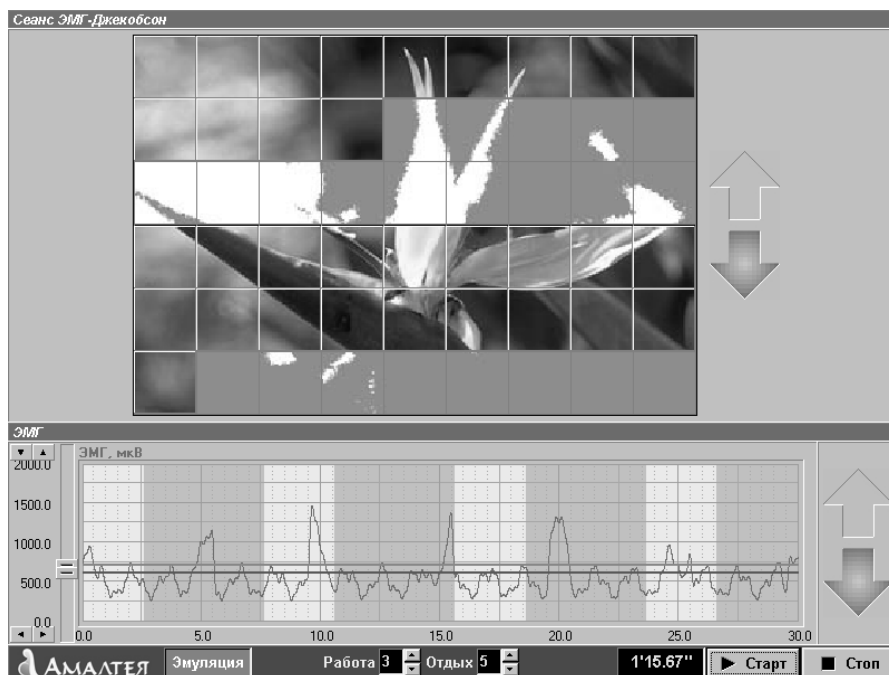 Сеанс ЭМГ-Джекобсон
ЭМГ
ЭМГ, мкВ
2000.0
1500.0
1000.0
500.0
0.0
0.0 5.0 10.0 15.0 20.0 25.0 30.0
АМАЛТЕЯ Эмуляция Работа 3 Отдых 5 1'15.67" Старт Стоп